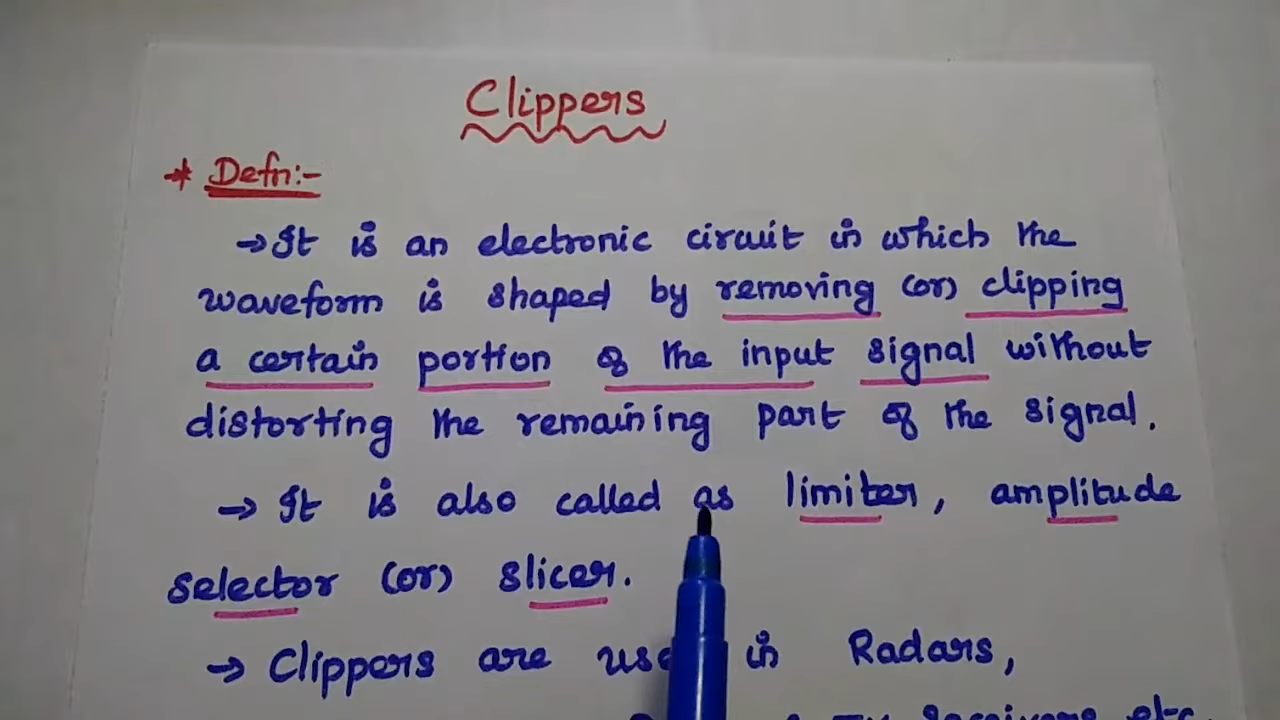 Clippers
* Defn:-
→ It is an electronic circuit in which the
waveform is shaped by removing (or) clipping
a certain portion of the input signal without
distorting the remaining part of the signal.
→ It is also called as limiter, amplitude
selector (or) slicer.
→ Clippers are in Radars,
receivers etc.